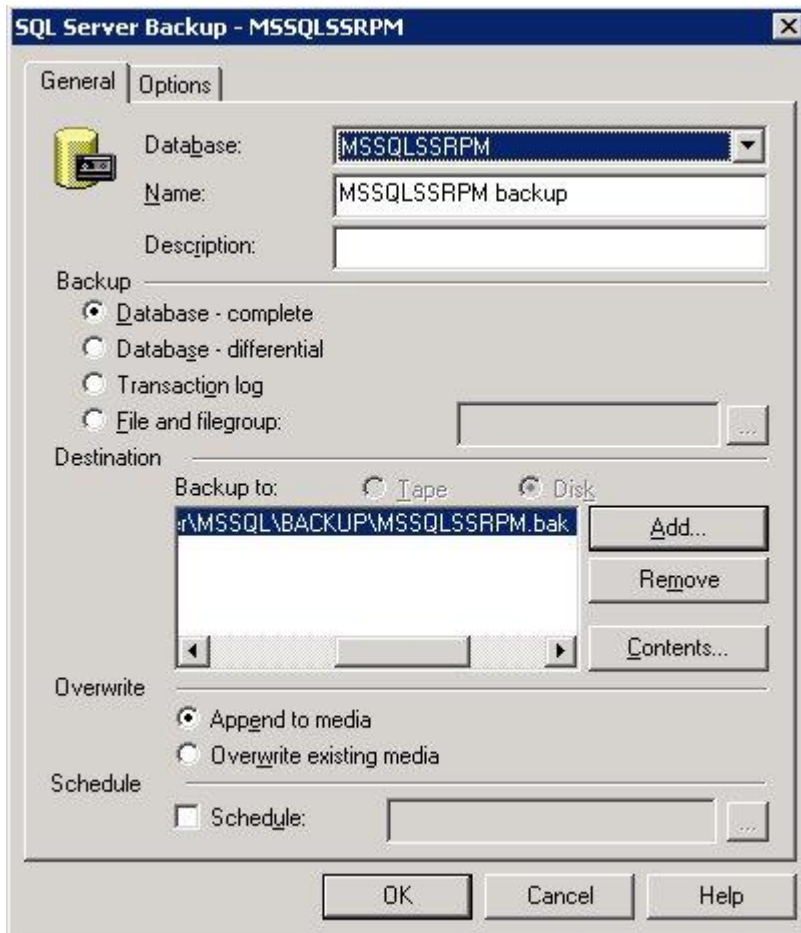 SQL Server Backup - MSSQLSSRPM
General Options
Database: MSSQLSSRPM
Name: MSSQLSSRPM backup
Description:
Backup
Database - complete
Database - differential
Transaction log
File and filegroup: ...
Destination
Backup to: Tape Disk
r\MSSQL\BACKUP\MSSQLSSRPM.bak Add...
Remove
Contents...
Overwrite
Append to media
Overwrite existing media
Schedule
Schedule: ...
OK Cancel Help